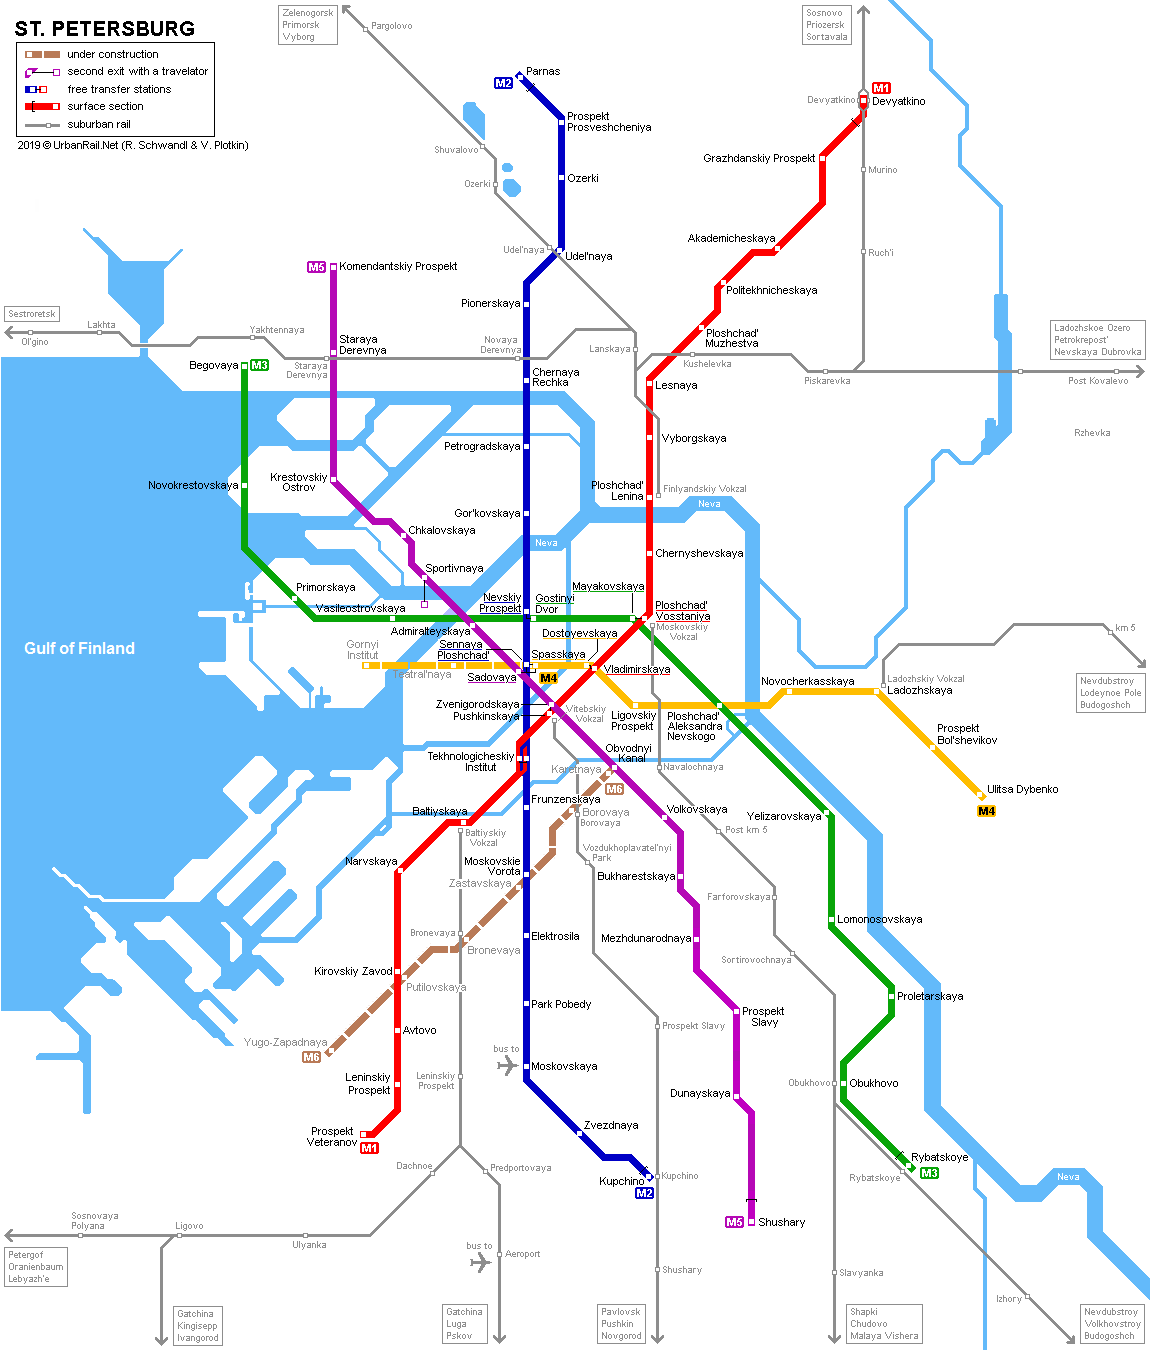 ST. PETERSBURG
under construction
second exit with a travelator
free transfer stations
surface section
suburban rail
2019 © UrbanRail.Net (R. Schwandl & V. Plotkin)
Zelenogorsk
Primorsk
Vyborg
Pargolovo
Sosnovo
Priozersk
Sortavala
M2
Parnas
M1
Devyatkino
Devyatkino
Prospekt
Prosveshcheniya
Shuvalovo
Grazhdanskiy Prospekt
Murino
Ozerki
Ozerki
Akademicheskaya
Udel'naya
Udel'naya
Ruch'i
M5
Komendantskiy Prospekt
Politekhnicheskaya
Pionerskaya
Sestroretsk
Lakhta
Ol'gino
Yakhtennaya
Staraya
Derevnya
Staraya
Derevnya
Novaya
Derevnya
Lanskaya
Ploshchad'
Muzhestva
Kushelevka
Ladozhskoe Ozero
Petrokrepost'
Nevskaya Dubrovka
Begovaya
M3
Chernaya
Rechka
Lesnaya
Piskarevka
Post Kovalevo
Petrogradskaya
Vyborgskaya
Rzhevka
Krestovskiy
Ostrov
Novokrestovskaya
Ploshchad'
Lenina
Finlyandskiy Vokzal
Neva
Gor'kovskaya
Chkalovskaya
Neva
Chernyshevskaya
Sportivnaya
Primorskaya
Mayakovskaya
Vasileostrovskaya
Nevskiy
Prospekt
Gostinyi
Dvor
Ploshchad'
Vosstaniya
Moskovskiy
Vokzal
km 5
Admiralteyskaya
Dostoyevskaya
Gulf of Finland
Gornyi
Institut
Sennaya
Ploshchad'
Spasskaya
Teatral'naya
Sadovaya
M4
Vladimirskaya
Ladozhskiy Vokzal
Novocherkasskaya
Ladozhskaya
Nevdubstroy
Lodeynoe Pole
Budogoshch
Zvenigorodskaya
Pushkinskaya
Vitebskiy
Vokzal
Ligovskiy
Prospekt
Ploshchad'
Aleksandra
Nevskogo
Prospekt
Bol'shevikov
Tekhnologicheskiy
Institut
Obvodnyi
Kanal
Karetnaya
Navalochnaya
M6
Ulitsa Dybenko
M4
Frunzenskaya
Borovaya
Borovaya
Volkovskaya
Yelizarovskaya
Baltiyskaya
Baltiyskiy
Vokzal
Post km 5
Narvskaya
Moskovskie
Vorota
Vozdukhoplavatel'nyi
Park
Zastavskaya
Bukharestskaya
Farforovskaya
Lomonosovskaya
Bronevaya
Bronevaya
Elektrosila
Mezhdunarodnaya
Sortirovochnaya
Kirovskiy Zavod
Putilovskaya
Park Pobedy
Prospekt
Slavy
Proletarskaya
Avtovo
Prospekt Slavy
Yugo-Zapadnaya
M6
bus to
Moskovskaya
Leninskiy
Prospekt
Leninskiy
Prospekt
Dunayskaya
Obukhovo
Obukhovo
Prospekt
Veteranov
M1
Zvezdnaya
Rybatskoye
M3
Rybatskoye
Dachnoe
Predportovaya
Kupchino
Kupchino
M2
Neva
Sosnovaya
Polyana
Ligovo
Ulyanka
M5
Shushary
bus to
Aeroport
Petergof
Oranienbaum
Lebyazh'e
Shushary
Slavyanka
Izhory
Gatchina
Kingisepp
Ivangorod
Gatchina
Luga
Pskov
Pavlovsk
Pushkin
Novgorod
Shapki
Chudovo
Malaya Vishera
Nevdubstroy
Volkhovstroy
Budogoshch